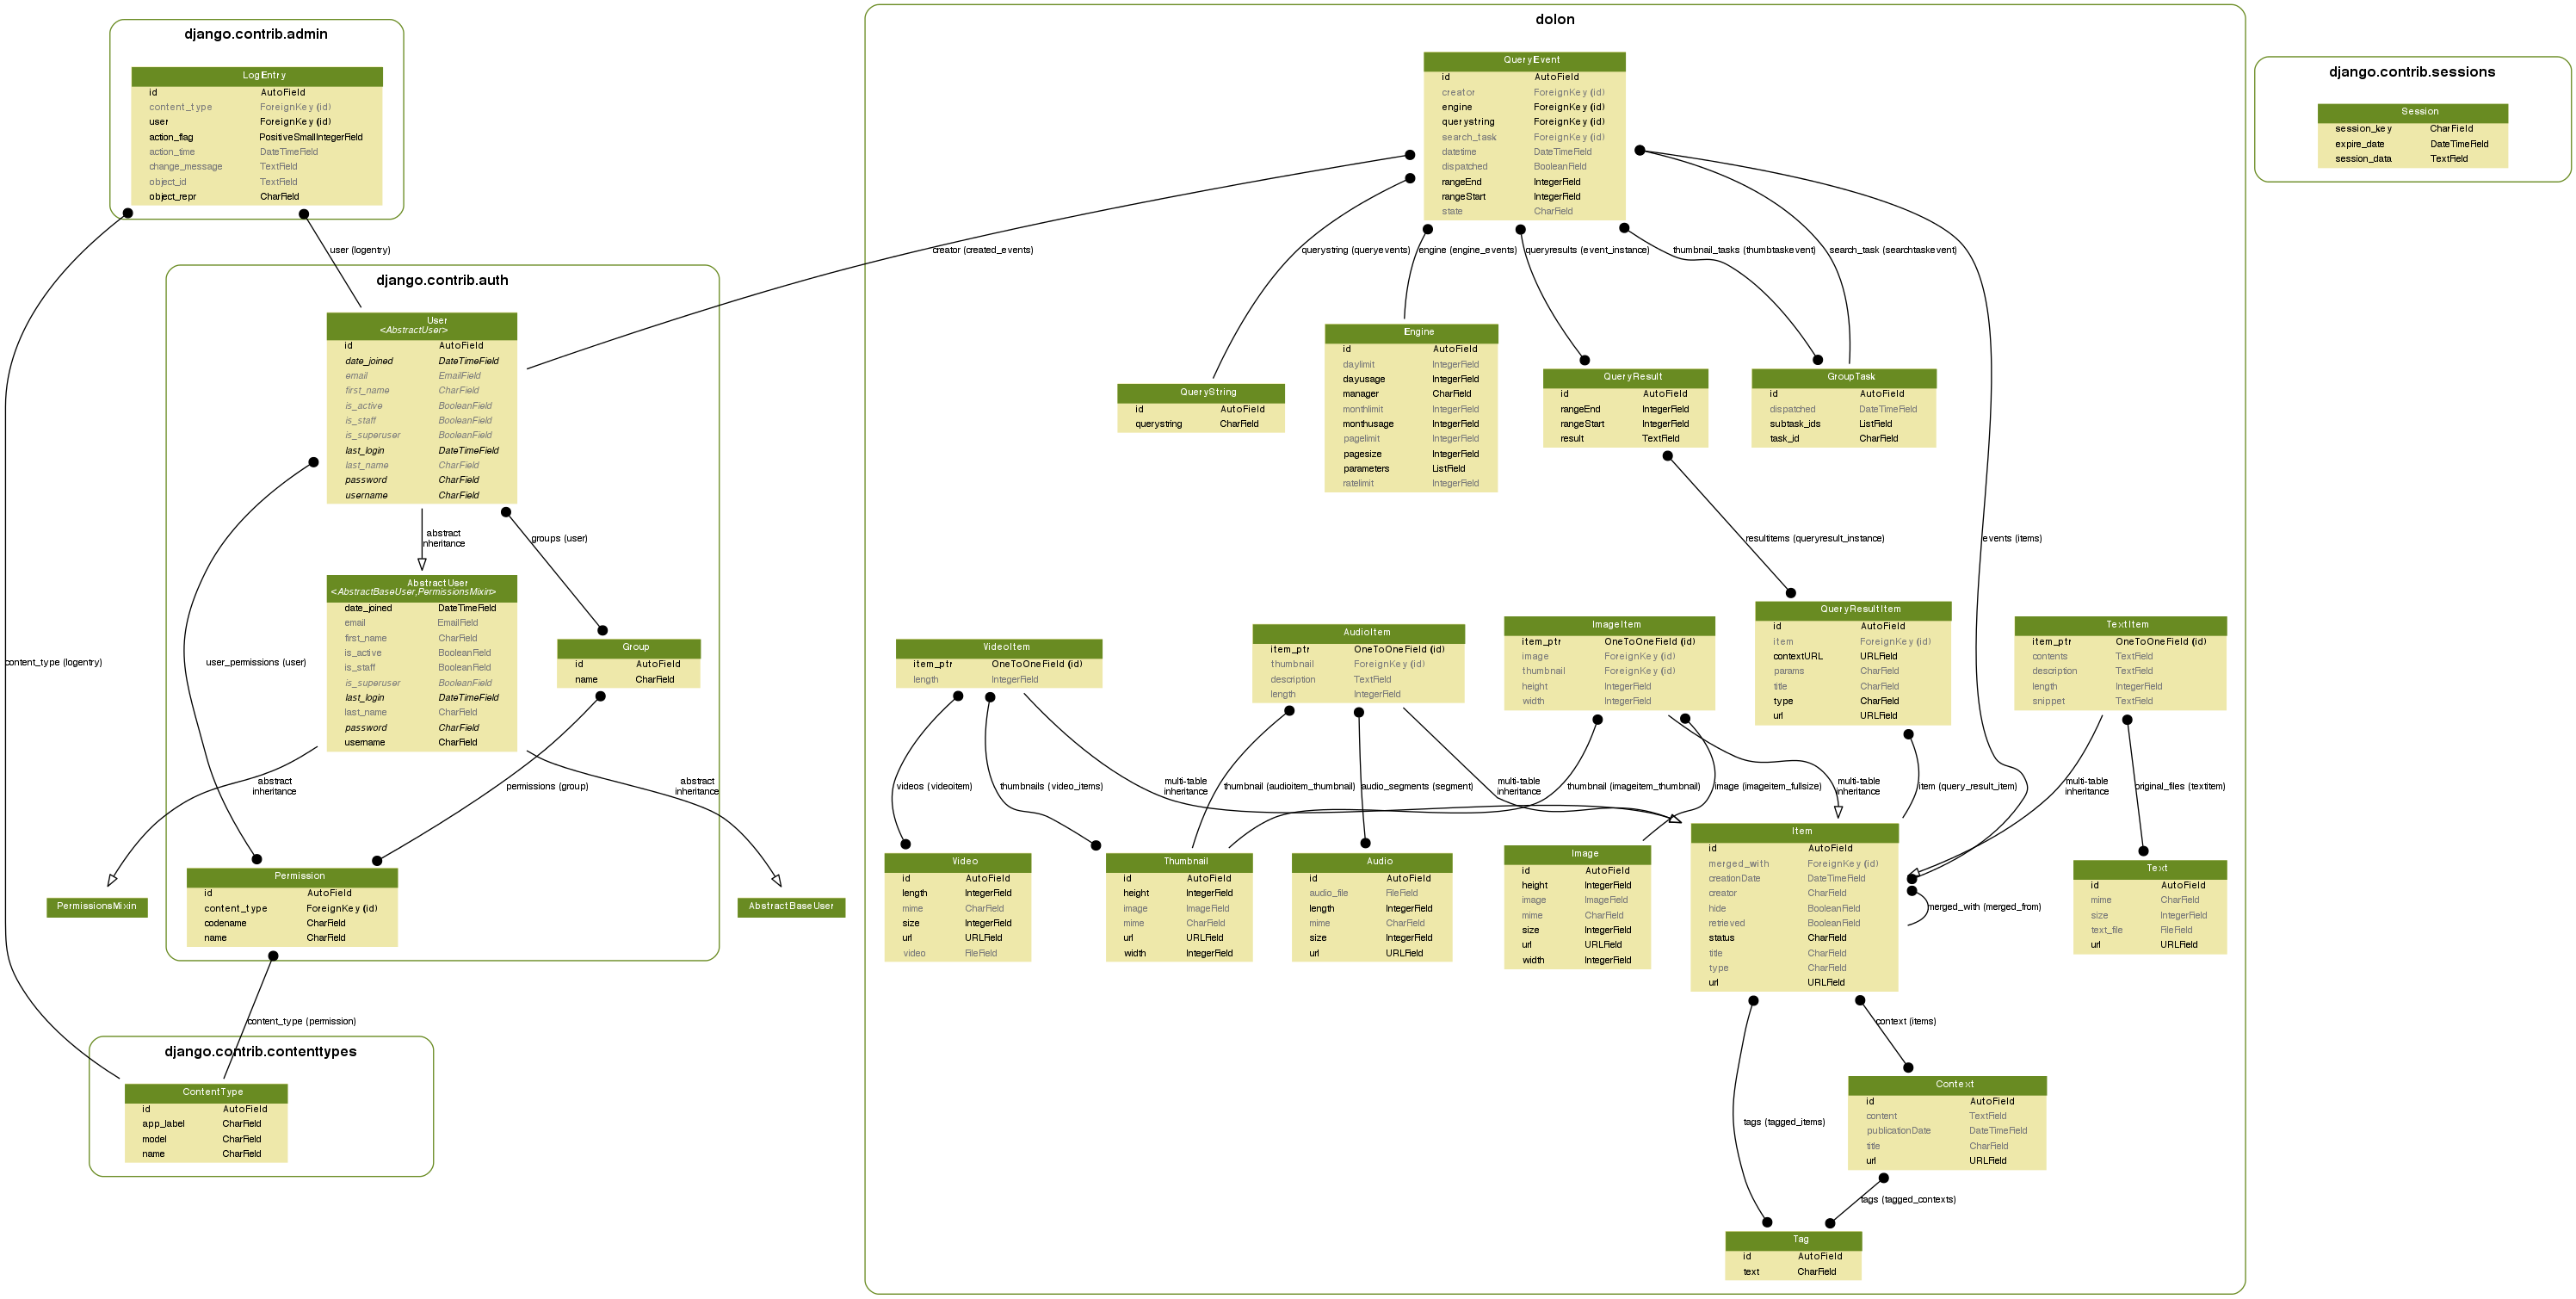 django.contrib.admin
LogEntry
id AutoField
content_type ForeignKey (id)
user ForeignKey (id)
action_flag PositiveSmallIntegerField
action_time DateTimeField
change_message TextField
object_id TextField
object_repr CharField
content_type (logentry)
user (logentry)
django.contrib.auth
User
<AbstractUser>
id AutoField
date_joined DateTimeField
email EmailField
first_name CharField
is_active BooleanField
is_staff BooleanField
is_superuser BooleanField
last_login DateTimeField
last_name CharField
password CharField
username CharField
abstract
inheritance
groups (user)
user_permissions (user)
AbstractUser
<AbstractBaseUser,PermissionsMixin>
date_joined DateTimeField
email EmailField
first_name CharField
is_active BooleanField
is_staff BooleanField
is_superuser BooleanField
last_login DateTimeField
last_name CharField
password CharField
username CharField
Group
id AutoField
name CharField
abstract
inheritance
permissions (group)
abstract
inheritance
PermissionsMixin
Permission
id AutoField
content_type ForeignKey (id)
codename CharField
name CharField
AbstractBaseUser
content_type (permission)
django.contrib.contenttypes
ContentType
id AutoField
app_label CharField
model CharField
name CharField
dolon
QueryEvent
id AutoField
creator ForeignKey (id)
engine ForeignKey (id)
querystring ForeignKey (id)
search_task ForeignKey (id)
datetime DateTimeField
dispatched BooleanField
rangeEnd IntegerField
rangeStart IntegerField
state CharField
creator (created_events)
querystring (queryevents)
engine (engine_events)
queryresults (event_instance)
thumbnail_tasks (thumbtaskevent)
search_task (searchtaskevent)
events (items)
QueryString
id AutoField
querystring CharField
Engine
id AutoField
daylimit IntegerField
dayusage IntegerField
manager CharField
monthlimit IntegerField
monthusage IntegerField
pagelimit IntegerField
pagesize IntegerField
parameters ListField
ratelimit IntegerField
QueryResult
id AutoField
rangeEnd IntegerField
rangeStart IntegerField
result TextField
GroupTask
id AutoField
dispatched DateTimeField
subtask_ids ListField
task_id CharField
resultitems (queryresult_instance)
VideoItem
item_ptr OneToOneField (id)
length IntegerField
AudioItem
item_ptr OneToOneField (id)
thumbnail ForeignKey (id)
description TextField
length IntegerField
ImageItem
item_ptr OneToOneField (id)
image ForeignKey (id)
thumbnail ForeignKey (id)
height IntegerField
width IntegerField
QueryResultItem
id AutoField
item ForeignKey (id)
contextURL URLField
params CharField
title CharField
type CharField
url URLField
TextItem
item_ptr OneToOneField (id)
contents TextField
description TextField
length IntegerField
snippet TextField
videos (videoitem)
thumbnails (video_items)
multi-table
inheritance
thumbnail (audioitem_thumbnail)
audio_segments (segment)
multi-table
inheritance
thumbnail (imageitem_thumbnail)
image (imageitem_fullsize)
multi-table
inheritance
item (query_result_item)
multi-table
inheritance
original_files (textitem)
Video
id AutoField
length IntegerField
mime CharField
size IntegerField
url URLField
video FileField
Thumbnail
id AutoField
height IntegerField
image ImageField
mime CharField
url URLField
width IntegerField
Audio
id AutoField
audio_file FileField
length IntegerField
mime CharField
size IntegerField
url URLField
Image
id AutoField
height IntegerField
image ImageField
mime CharField
size IntegerField
url URLField
width IntegerField
Item
id AutoField
merged_with ForeignKey (id)
creationDate DateTimeField
creator CharField
hide BooleanField
retrieved BooleanField
status CharField
title CharField
type CharField
url URLField
merged_with (merged_from)
Text
id AutoField
mime CharField
size IntegerField
text_file FileField
url URLField
context (items)
tags (tagged_items)
Context
id AutoField
content TextField
publicationDate DateTimeField
title CharField
url URLField
tags (tagged_contexts)
Tag
id AutoField
text CharField
django.contrib.sessions
Session
session_key CharField
expire_date DateTimeField
session_data TextField